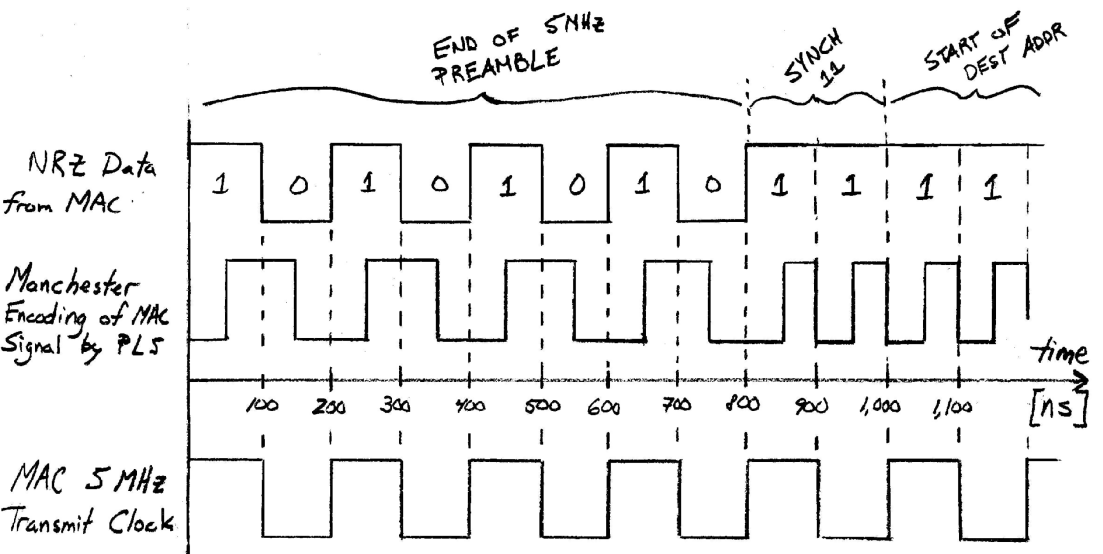 END OF 5MHz
PREAMBLE
SYNCH
11
START OF
DEST ADDR
NRZ Data
from MAC
1 0 1 0 1 0 1 0 1 1 1 1
Manchester
Encoding of MAC
Signal by PLS
time
100 200 300 400 500 600 700 800 900 1,000 1,100 [ns]
MAC 5 MHz
Transmit Clock